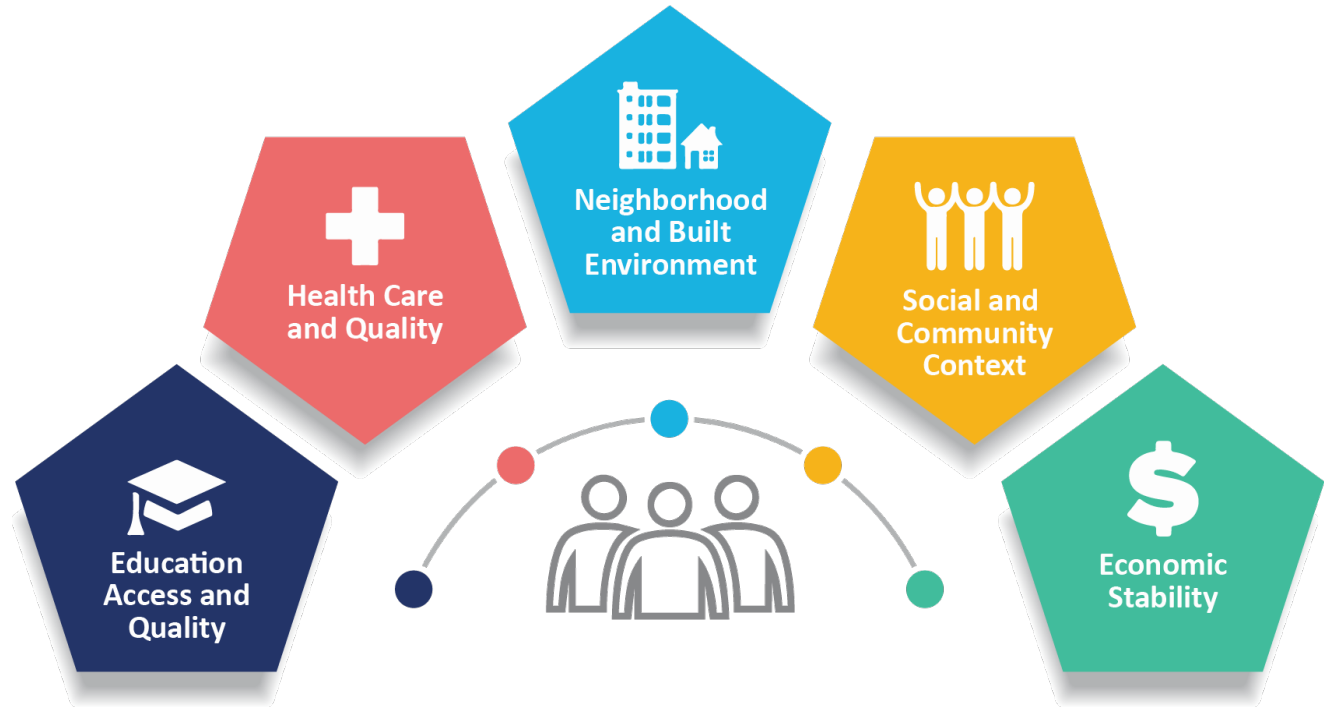 Education
Access and
Quality
Health Care
and Quality
Neighborhood
and Built
Environment
Social and
Community
Context
Economic
Stability